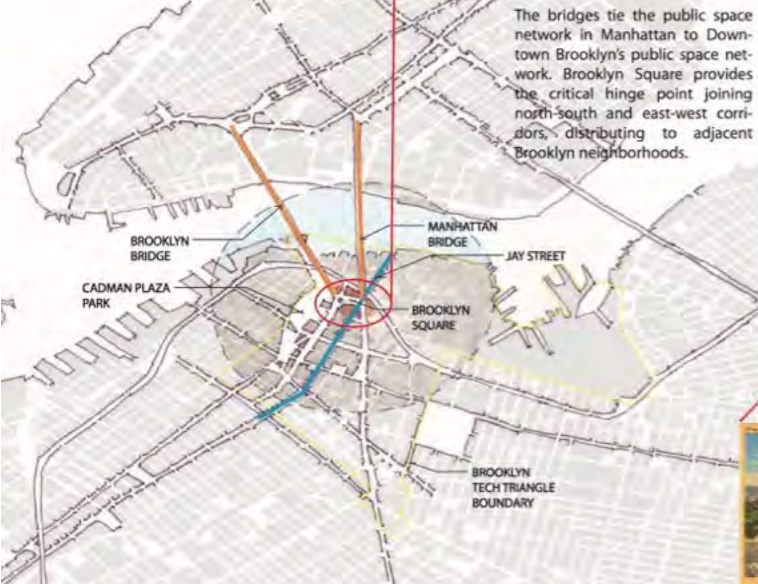 The bridges tie the public space
network in Manhattan to Down-
town Brooklyn's public space net-
work. Brooklyn Square provides
the critical hinge point joining
north-south and east-west corri-
dors, distributing to adjacent
Brooklyn neighborhoods.
BROOKLYN
BRIDGE
MANHATTAN
BRIDGE
JAY STREET
CADMAN PLAZA
PARK
BROOKLYN
SQUARE
BROOKLYN
TECH TRIANGLE
BOUNDARY